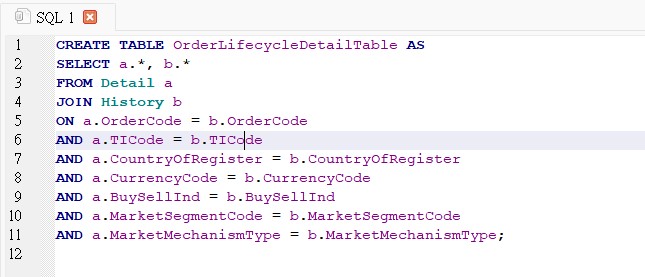 SQL 1
1 CREATE TABLE OrderLifecycleDetailTable AS
2 SELECT a.*, b.*
3 FROM Detail a
4 JOIN History b
5 ON a.OrderCode = b.OrderCode
6 AND a.TICode = b.TICode
7 AND a.CountryOfRegister = b.CountryOfRegister
8 AND a.CurrencyCode = b.CurrencyCode
9 AND a.BuySellInd = b.BuySellInd
10 AND a.MarketSegmentCode = b.MarketSegmentCode
11 AND a.MarketMechanismType = b.MarketMechanismType;
12